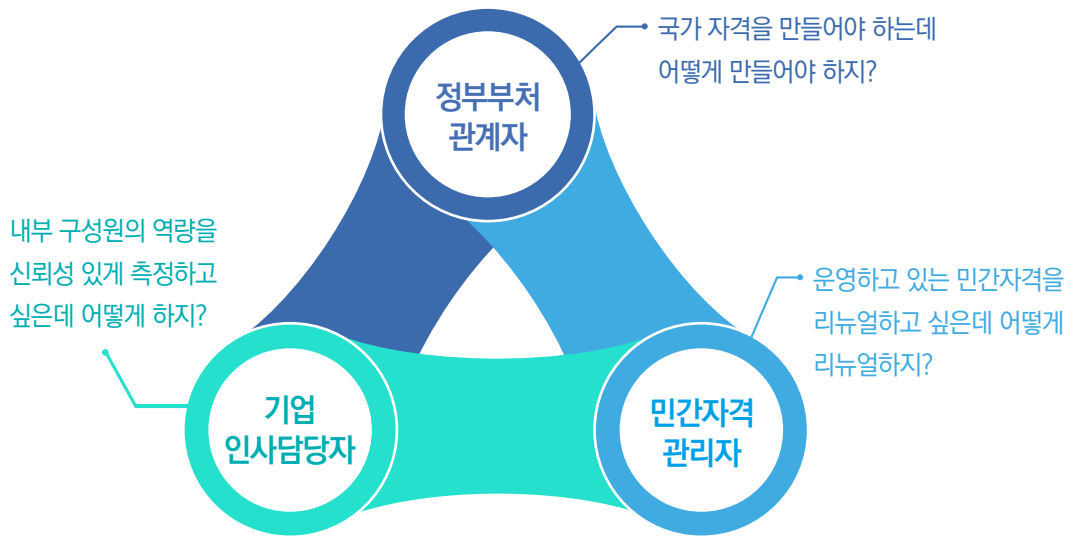 국가 자격을 만들어야 하는데
어떻게 만들어야 하지?
정부부처
관계자
내부 구성원의 역량을
신뢰성 있게 측정하고
싶은데 어떻게 하지?
운영하고 있는 민간자격을
리뉴얼하고 싶은데 어떻게
리뉴얼하지?
기업
인사담당자
민간자격
관리자